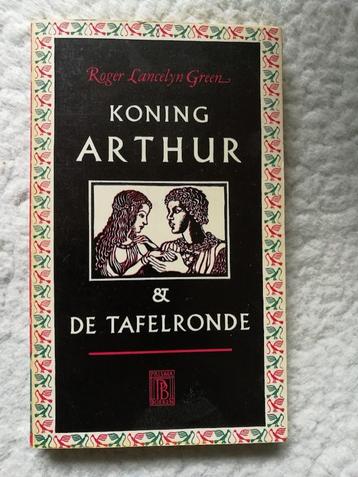 Roger Lancelyn Green
KONING
ARTHUR
&
DE TAFELRONDE
PRISMA
PB
BOEKEN